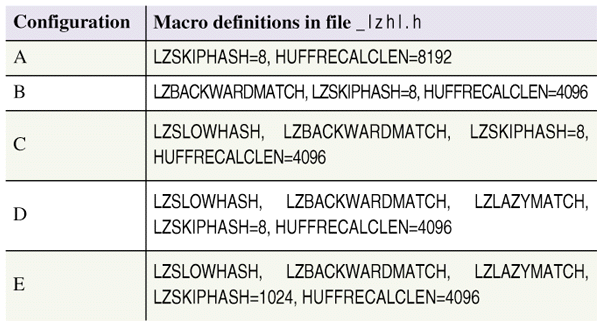 Configuration Macro definitions in file _lzhl.h
A LZSKIPHASH=8, HUFFRECALCLEN=8192
B LZBACKWARDMATCH, LZSKIPHASH=8, HUFFRECALCLEN=4096
C LZSLOWHASH, LZBACKWARDMATCH, LZSKIPHASH=8,
HUFFRECALCLEN=4096
D LZSLOWHASH, LZBACKWARDMATCH, LZLAZYMATCH,
LZSKIPHASH=8, HUFFRECALCLEN=4096
E LZSLOWHASH, LZBACKWARDMATCH, LZLAZYMATCH,
LZSKIPHASH=1024, HUFFRECALCLEN=4096